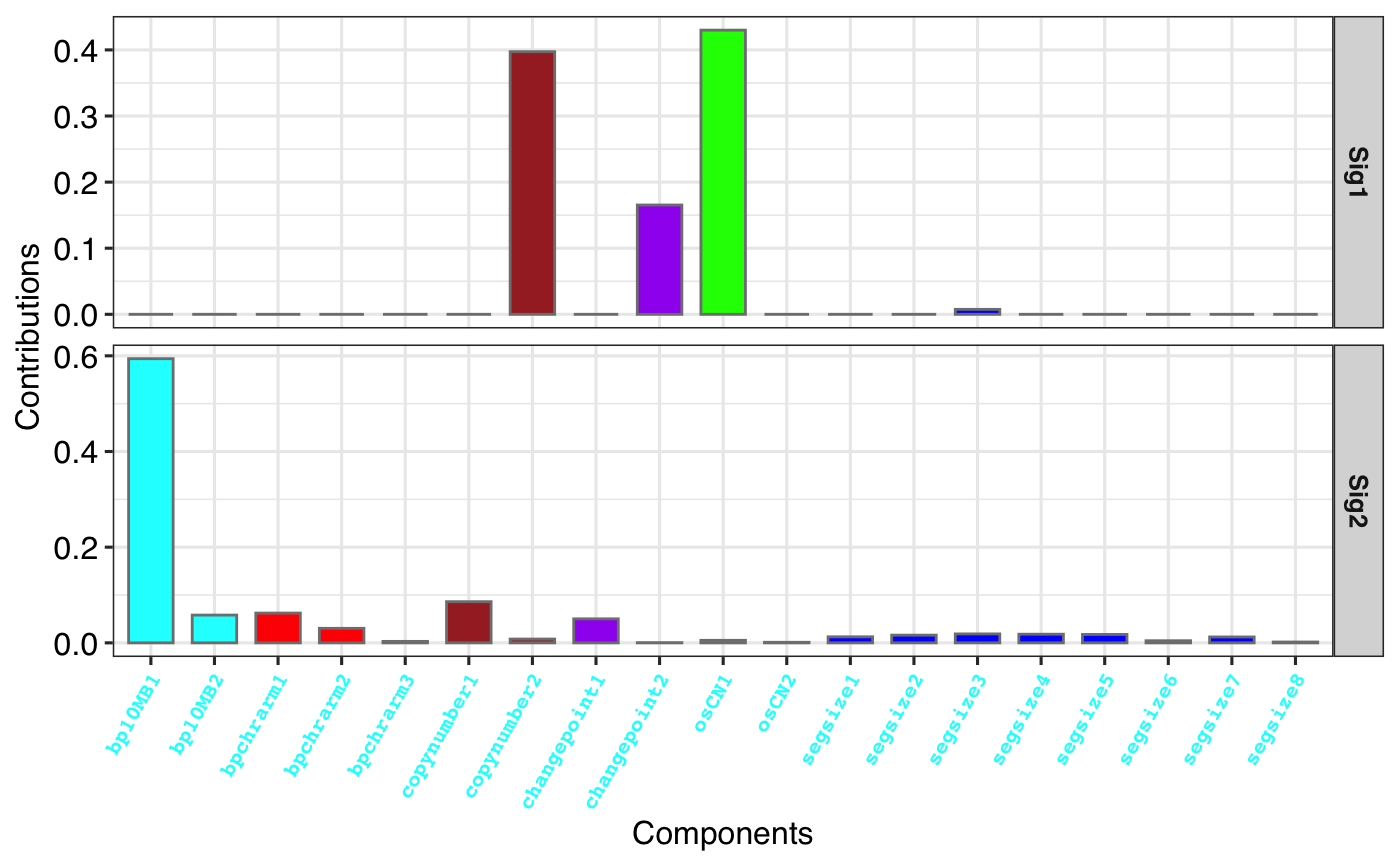 Contributions
0.4
0.3
0.2
0.1
0.0
Sig1
0.6
0.4
0.2
0.0
Sig2
bp10MB1
bp10MB2
bpchrarm1
bpchrarm2
bpchrarm3
copynumber1
copynumber2
changepoint1
changepoint2
osCN1
osCN2
segsize1
segsize2
segsize3
segsize4
segsize5
segsize6
segsize7
segsize8
Components